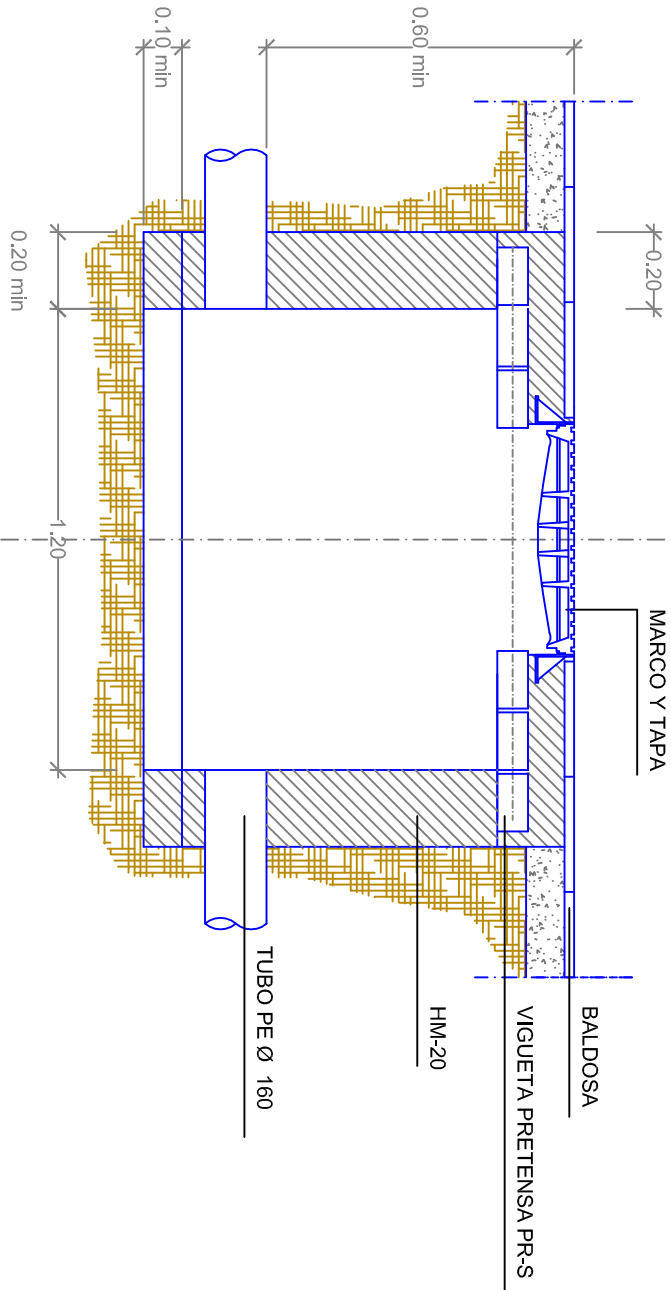 MARCO Y TAPA
BALDOSA
VIGUETA PRETENSA PR-S
HM-20
TUBO PE Ø 160
0.20
0.60 min
0.10 min
0.20 min
1.20